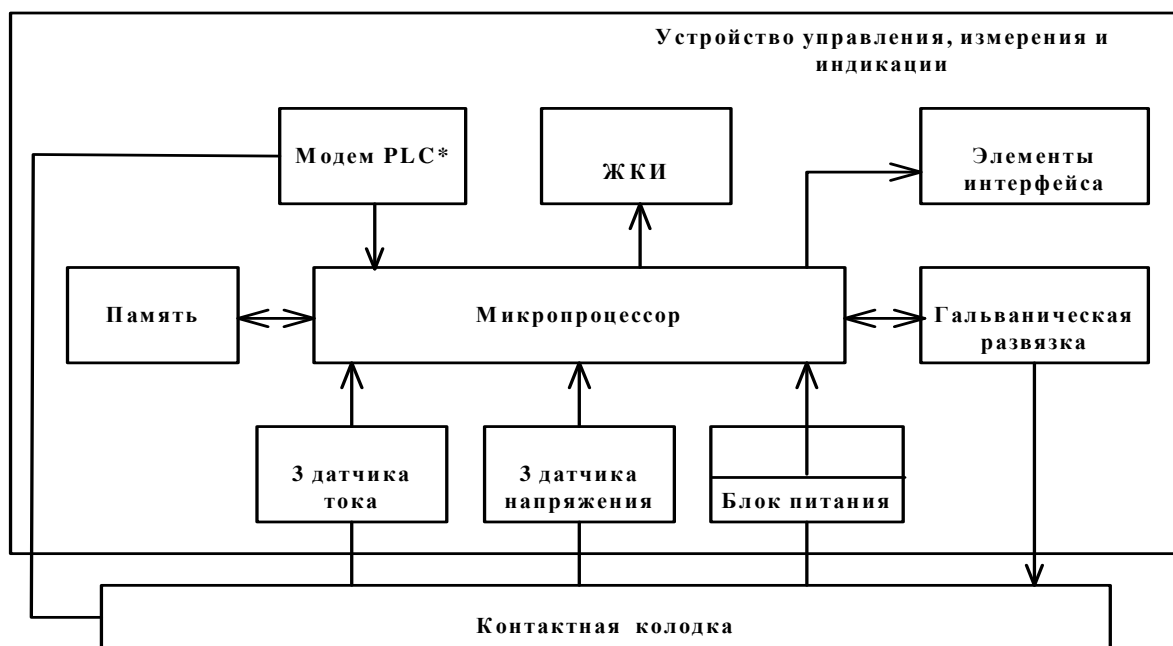 Устройство управления, измерения и
индикации
Модем PLC*
ЖКИ
Элементы
интерфейса
Память
Микропроцессор
Гальваническая
развязка
3 датчика
тока
3 датчика
напряжения
Блок питания
Контактная колодка